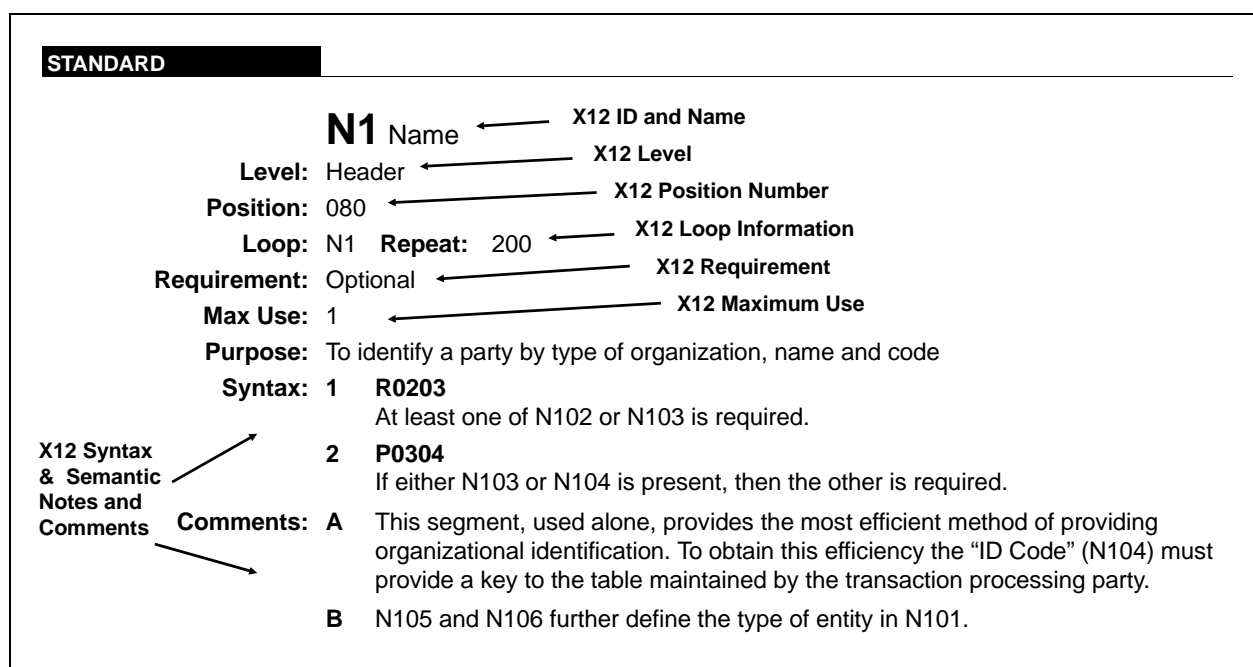 STANDARD
N1 Name
X12 ID and Name
Level: Header
X12 Level
Position: 080
X12 Position Number
Loop: N1 Repeat: 200
X12 Loop Information
Requirement: Optional
X12 Requirement
Max Use: 1
X12 Maximum Use
Purpose: To identify a party by type of organization, name and code
Syntax: 1 R0203
At least one of N102 or N103 is required.
2 P0304
If either N103 or N104 is present, then the other is required.
X12 Syntax
& Semantic
Notes and
Comments
Comments: A This segment, used alone, provides the most efficient method of providing
organizational identification. To obtain this efficiency the “ID Code” (N104) must
provide a key to the table maintained by the transaction processing party.
B N105 and N106 further define the type of entity in N101.